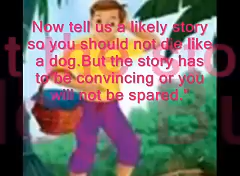 Now tell us a likely story
so you should not die like
a dog.But the story has
to be convincing or you
will not be spared."